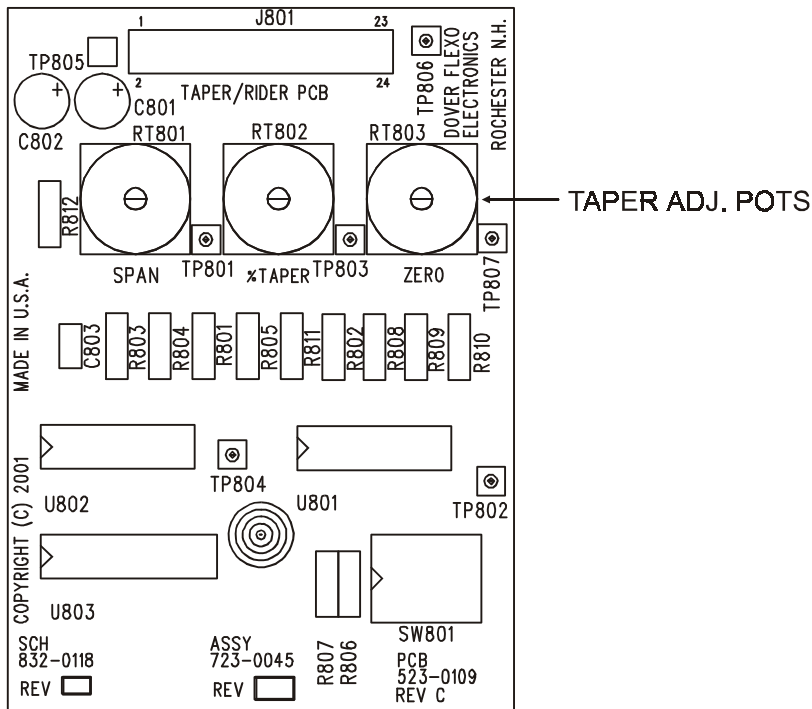 J801
1 23
2 24
TAPER/RIDER PCB
TP805
C802
C801
TP806
DOVER FLEXO
ELECTRONICS
ROCHESTER N.H.
RT801 RT802 RT803
TAPER ADJ. POTS
R812
TP801 TP803 TP807
SPAN %TAPER ZERO
MADE IN U.S.A.
C803 R803 R804 R801 R805 R811 R802 R808 R809 R810
COPYRIGHT (C) 2001
U802
TP804
U801
TP802
U803
R807 R806
SW801
SCH
832-0118
REV
ASSY
723-0045
REV
PCB
523-0109
REV C